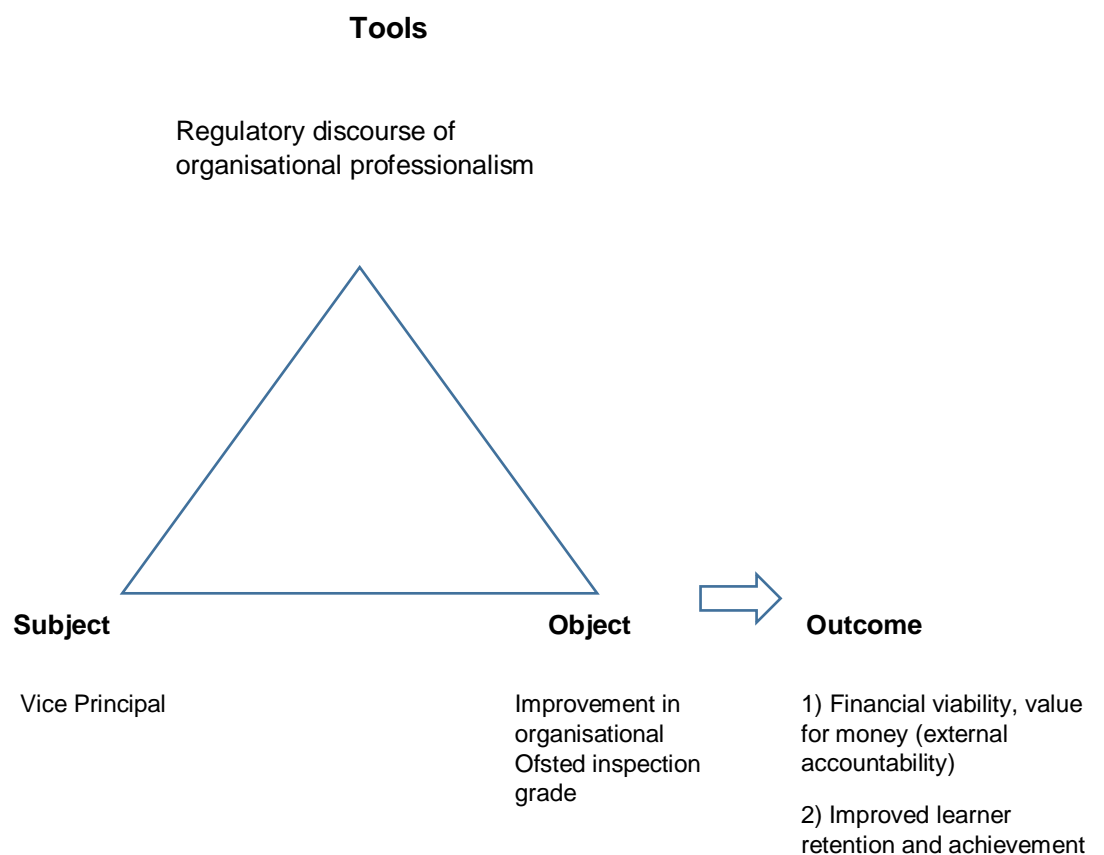 Tools
Regulatory discourse of
organisational professionalism
Subject
Object
Outcome
Vice Principal
Improvement in
organisational
Ofsted inspection
grade
1) Financial viability, value
for money (external
accountability)
2) Improved learner
retention and achievement